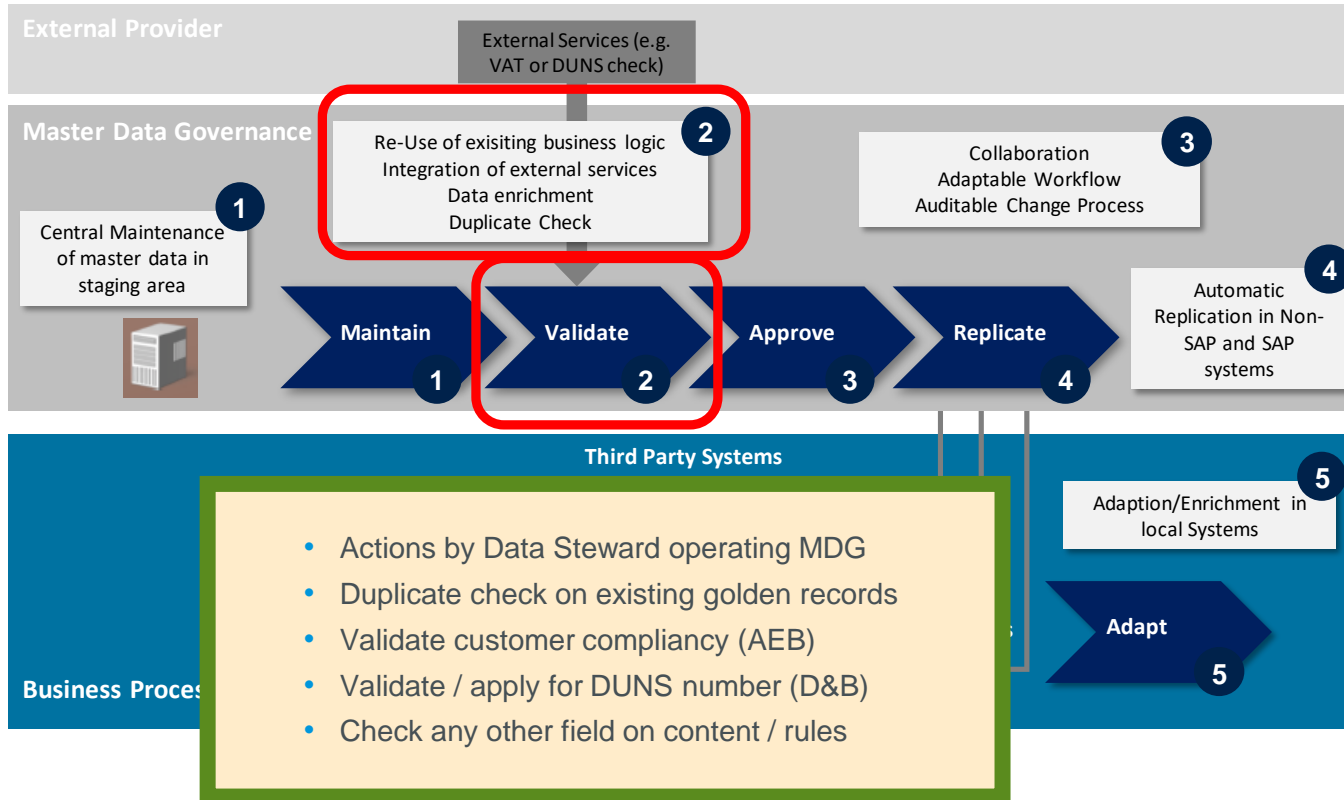 External Provider
External Services (e.g.
VAT or DUNS check)
Master Data Governance
Re-Use of exisiting business logic
Integration of external services
Data enrichment
Duplicate Check
2
Collaboration
Adaptable Workflow
Auditable Change Process
3
1
Central Maintenance
of master data in
staging area
4
Automatic
Replication in Non-
SAP and SAP
systems
Maintain
1
Validate
2
Approve
3
Replicate
4
Third Party Systems
5
Adaption/Enrichment in
local Systems
• Actions by Data Steward operating MDG
• Duplicate check on existing golden records
• Validate customer compliancy (AEB)
• Validate / apply for DUNS number (D&B)
• Check any other field on content / rules
Adapt
5
Business Proces